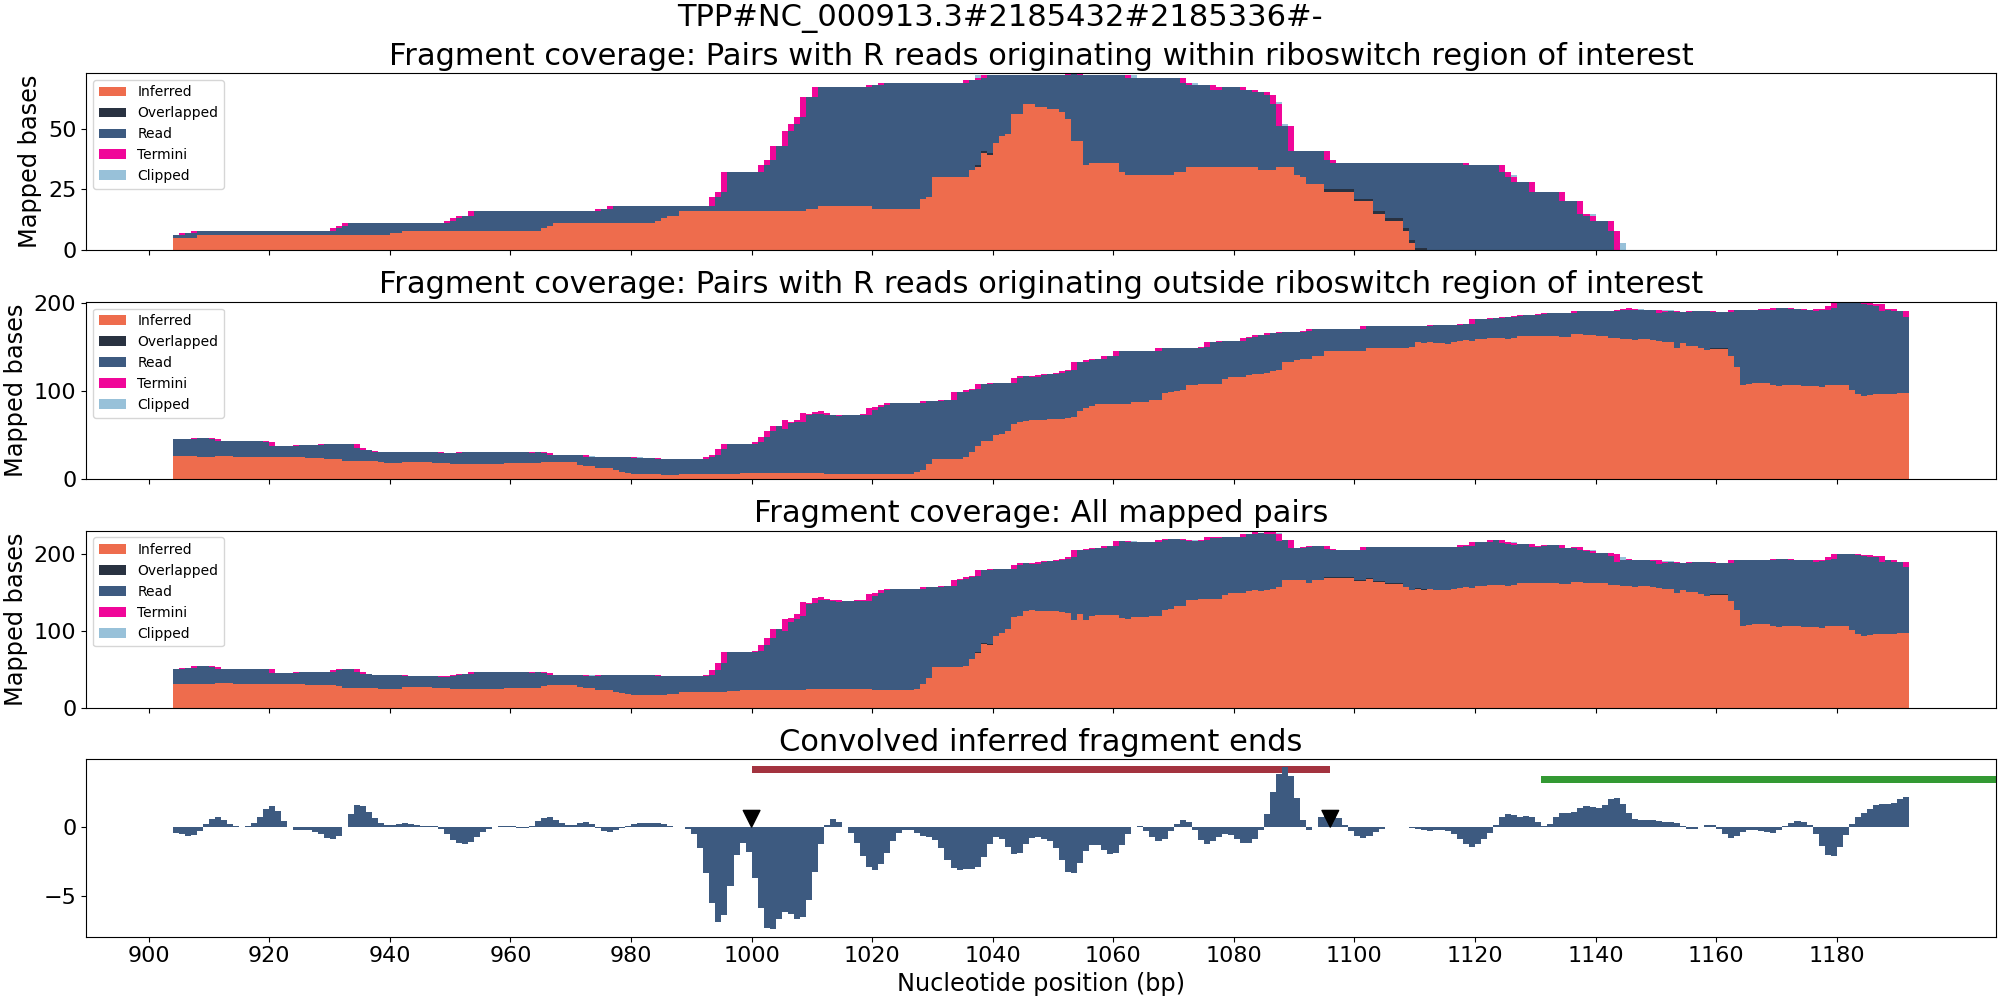 TPP#NC_000913.3#2185432#2185336#-
Fragment coverage: Pairs with R reads originating within riboswitch region of interest
Mapped bases
50
25
0
Inferred
Overlapped
Read
Termini
Clipped
Fragment coverage: Pairs with R reads originating outside riboswitch region of interest
Mapped bases
200
100
0
Inferred
Overlapped
Read
Termini
Clipped
Fragment coverage: All mapped pairs
Mapped bases
200
100
0
Inferred
Overlapped
Read
Termini
Clipped
Convolved inferred fragment ends
0
−5
900 920 940 960 980 1000 1020 1040 1060 1080 1100 1120 1140 1160 1180
Nucleotide position (bp)